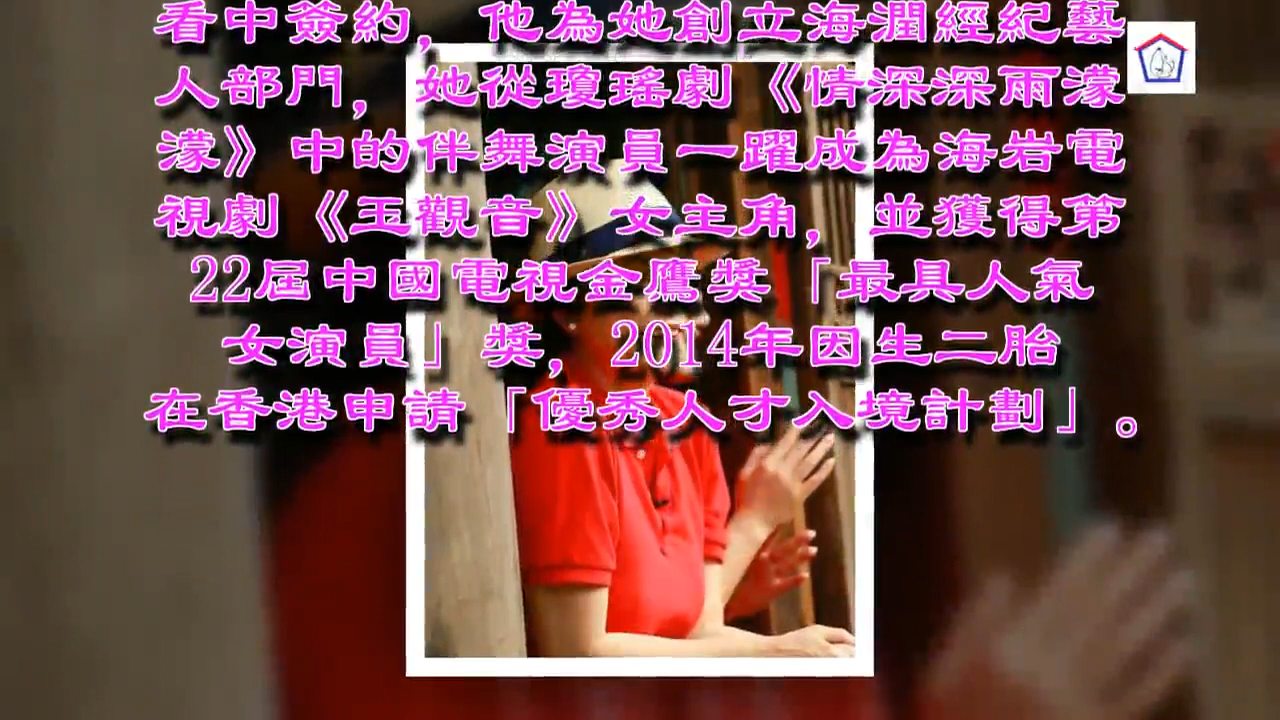 看中簽約，他為她創立海潤經紀藝
人部門，她從瓊瑤劇《情深深雨濛
濛》中的伴舞演員一躍成為海岩電
視劇《玉觀音》女主角，並獲得第
22屆中國電視金鷹獎「最具人氣
女演員」獎，2014年因生二胎
在香港申請「優秀人才入境計劃」。